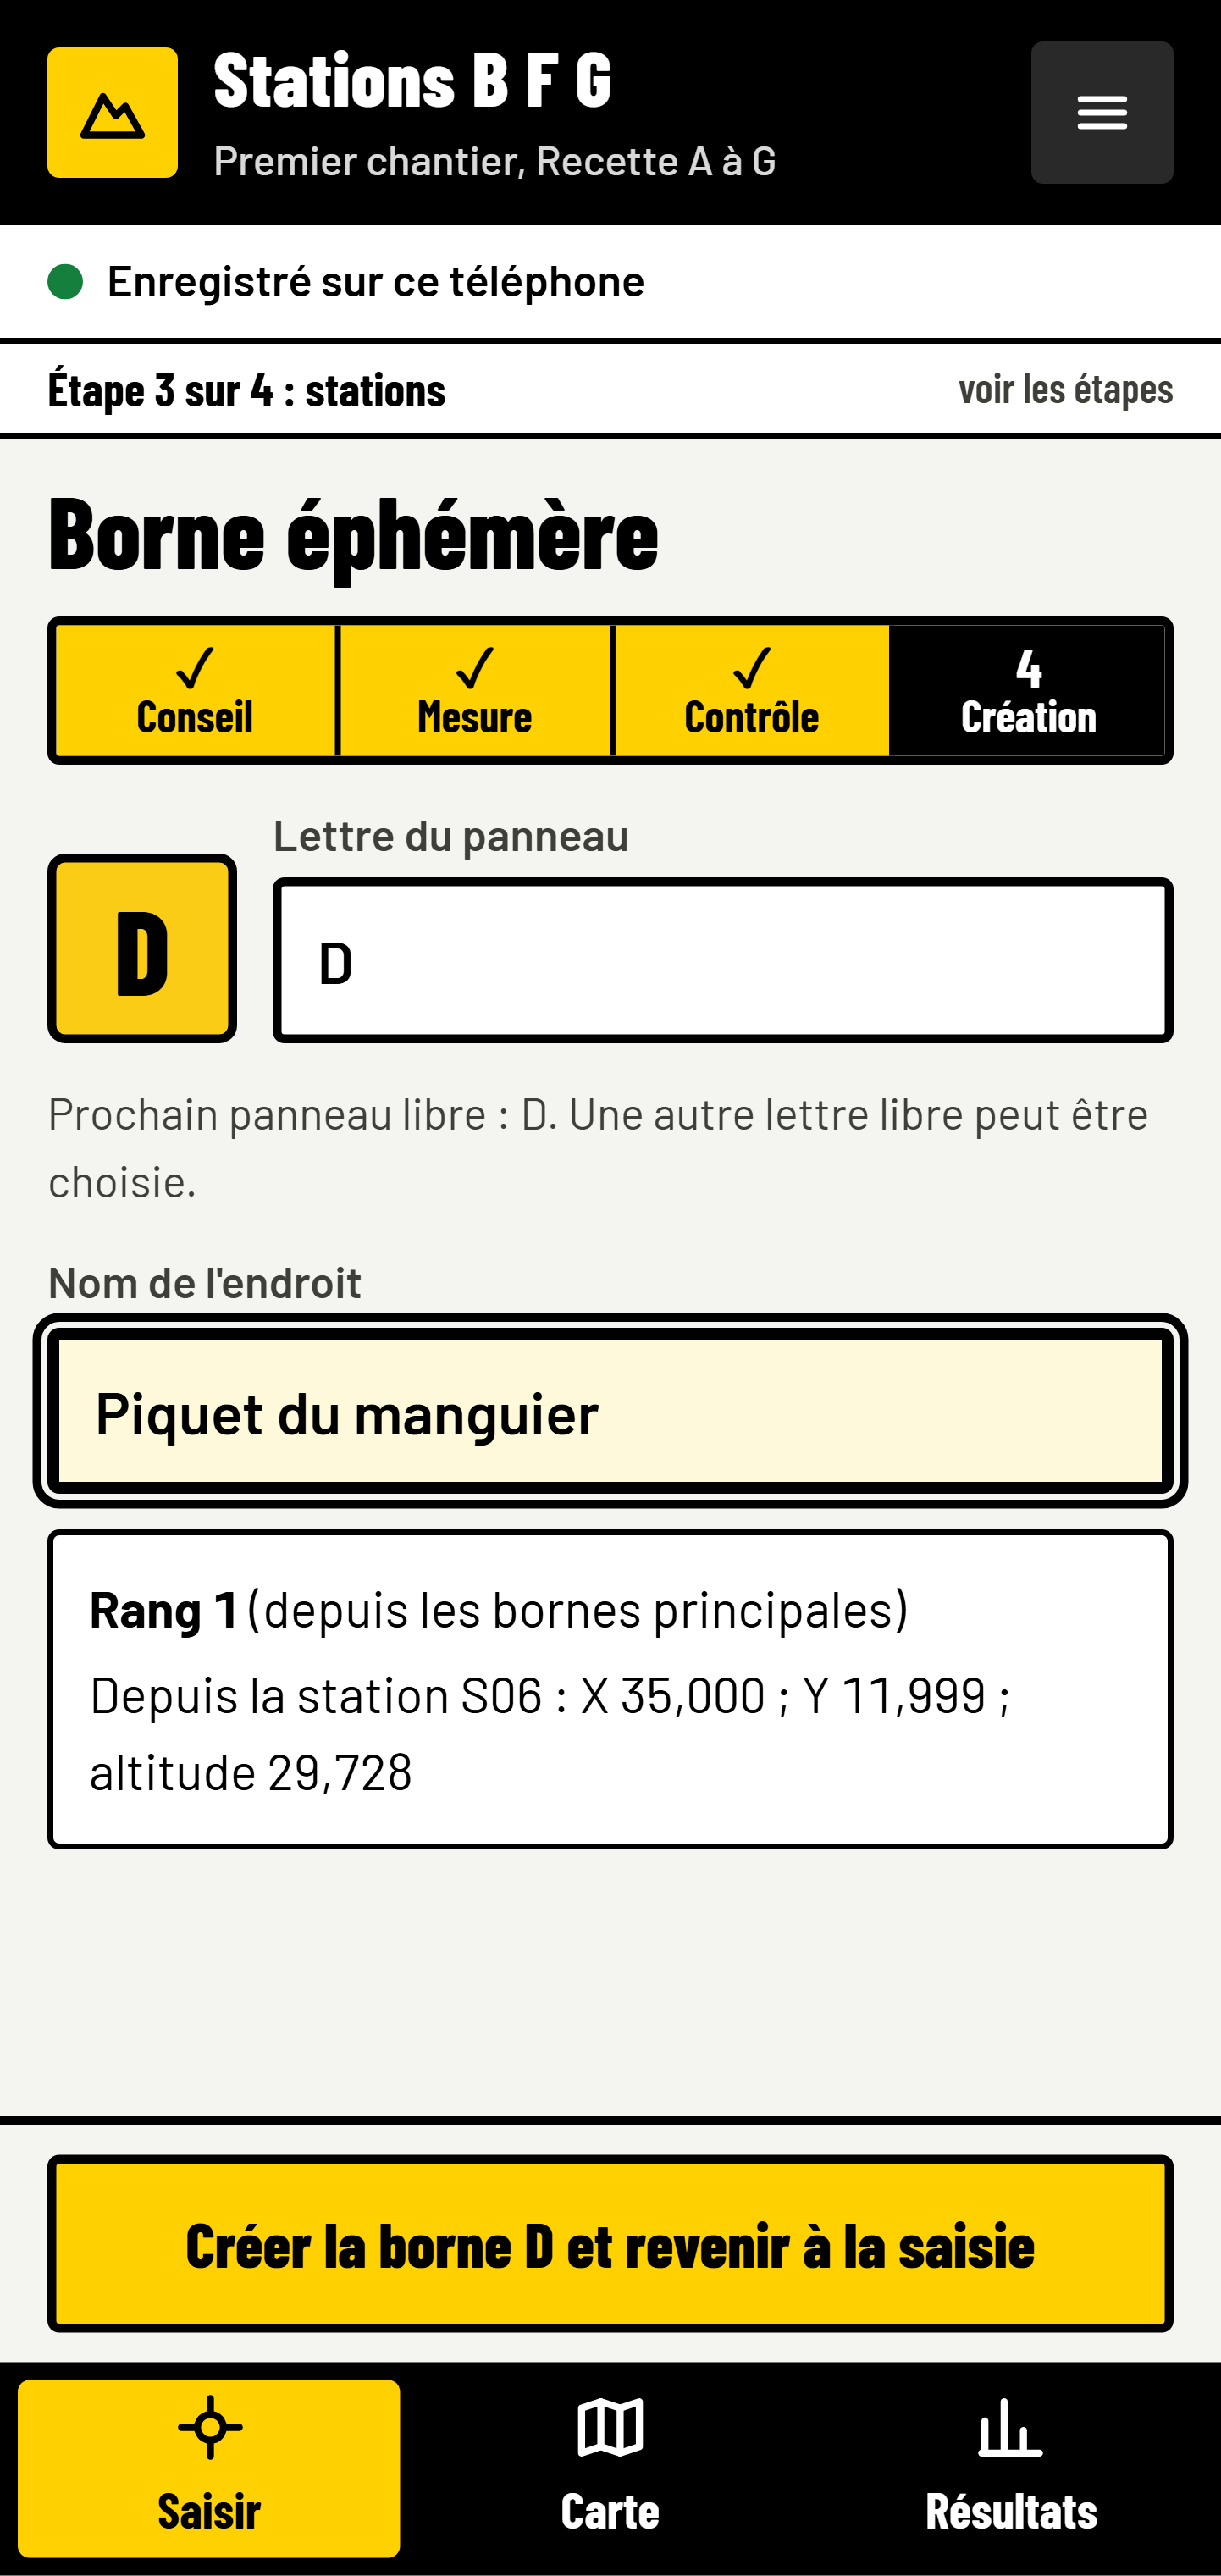 Stations B F G
Premier chantier, Recette A à G
Enregistré sur ce téléphone
Étape 3 sur 4 : stations
voir les étapes
Borne éphémère
✓ Conseil
✓ Mesure
✓ Contrôle
4 Création
Lettre du panneau
D
D
Prochain panneau libre : D. Une autre lettre libre peut être
choisie.
Nom de l'endroit
Piquet du manguier
Rang 1 (depuis les bornes principales)
Depuis la station S06 : X 35,000 ; Y 11,999 ;
altitude 29,728
Créer la borne D et revenir à la saisie
Saisir
Carte
Résultats